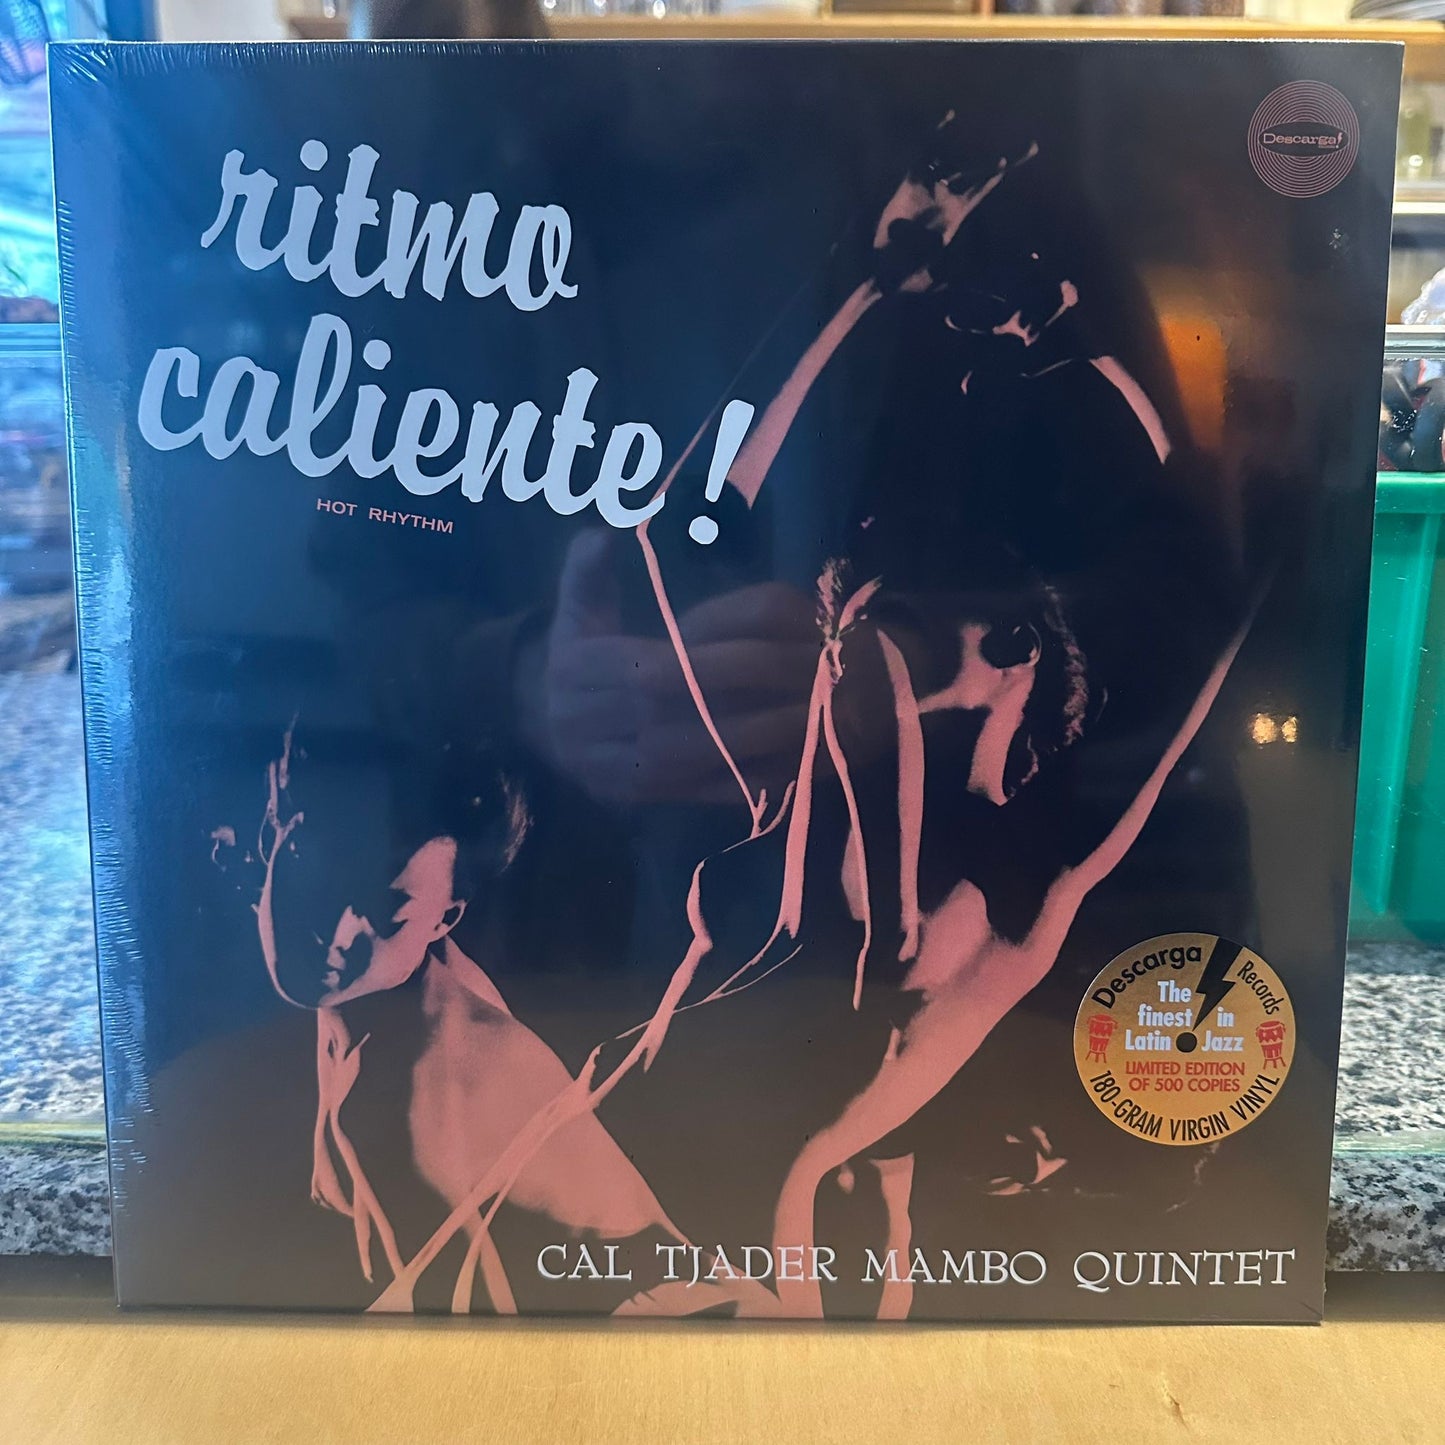 Descarga!
ritmo
caliente!
HOT RHYTHM
Descarga
Records
The
finest in
Latin Jazz
LIMITED EDITION
OF 500 COPIES
180-GRAM VIRGIN VINYL
CAL TJADER MAMBO QUINTET